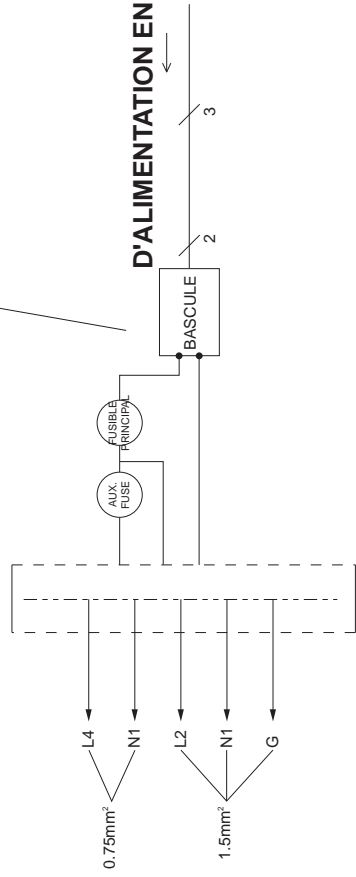 D'ALIMENTATION EN
3
2
BASCULE
FUSIBLE
PRINCIPAL
AUX.
FUSE
L4
N1
L2
N1
G
0.75mm²
1.5mm²